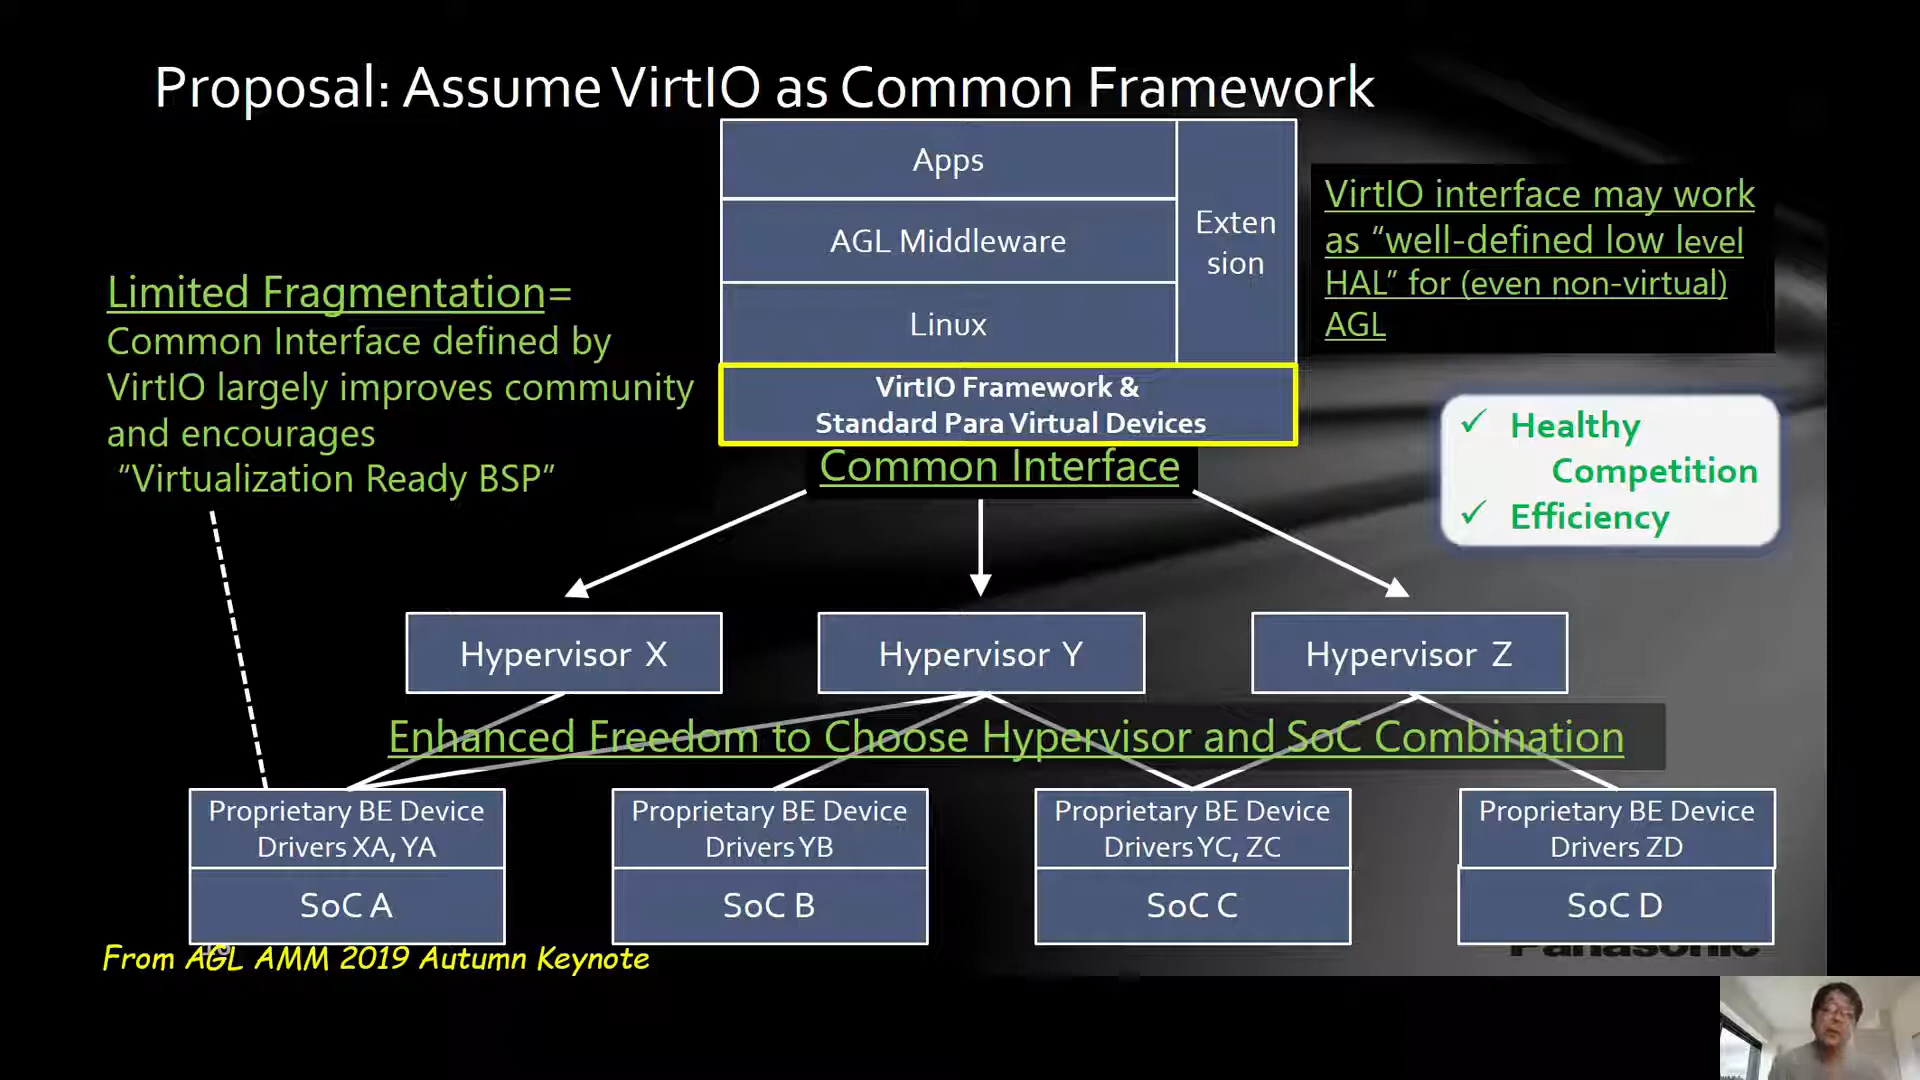 Proposal: Assume VirtIO as Common Framework
Apps
AGL Middleware
Linux
Exten
sion
VirtIO Framework &
Standard Para Virtual Devices
Common Interface
VirtIO interface may work
as “well-defined low level
HAL” for (even non-virtual)
AGL
Limited Fragmentation=
Common Interface defined by
VirtIO largely improves community
and encourages
“Virtualization Ready BSP”
✓ Healthy
Competition
✓ Efficiency
Hypervisor X
Hypervisor Y
Hypervisor Z
Enhanced Freedom to Choose Hypervisor and SoC Combination
Proprietary BE Device
Drivers XA, YA
SoC A
Proprietary BE Device
Drivers YB
SoC B
Proprietary BE Device
Drivers YC, ZC
SoC C
Proprietary BE Device
Drivers ZD
SoC D
From AGL AMM 2019 Autumn Keynote
Panasonic